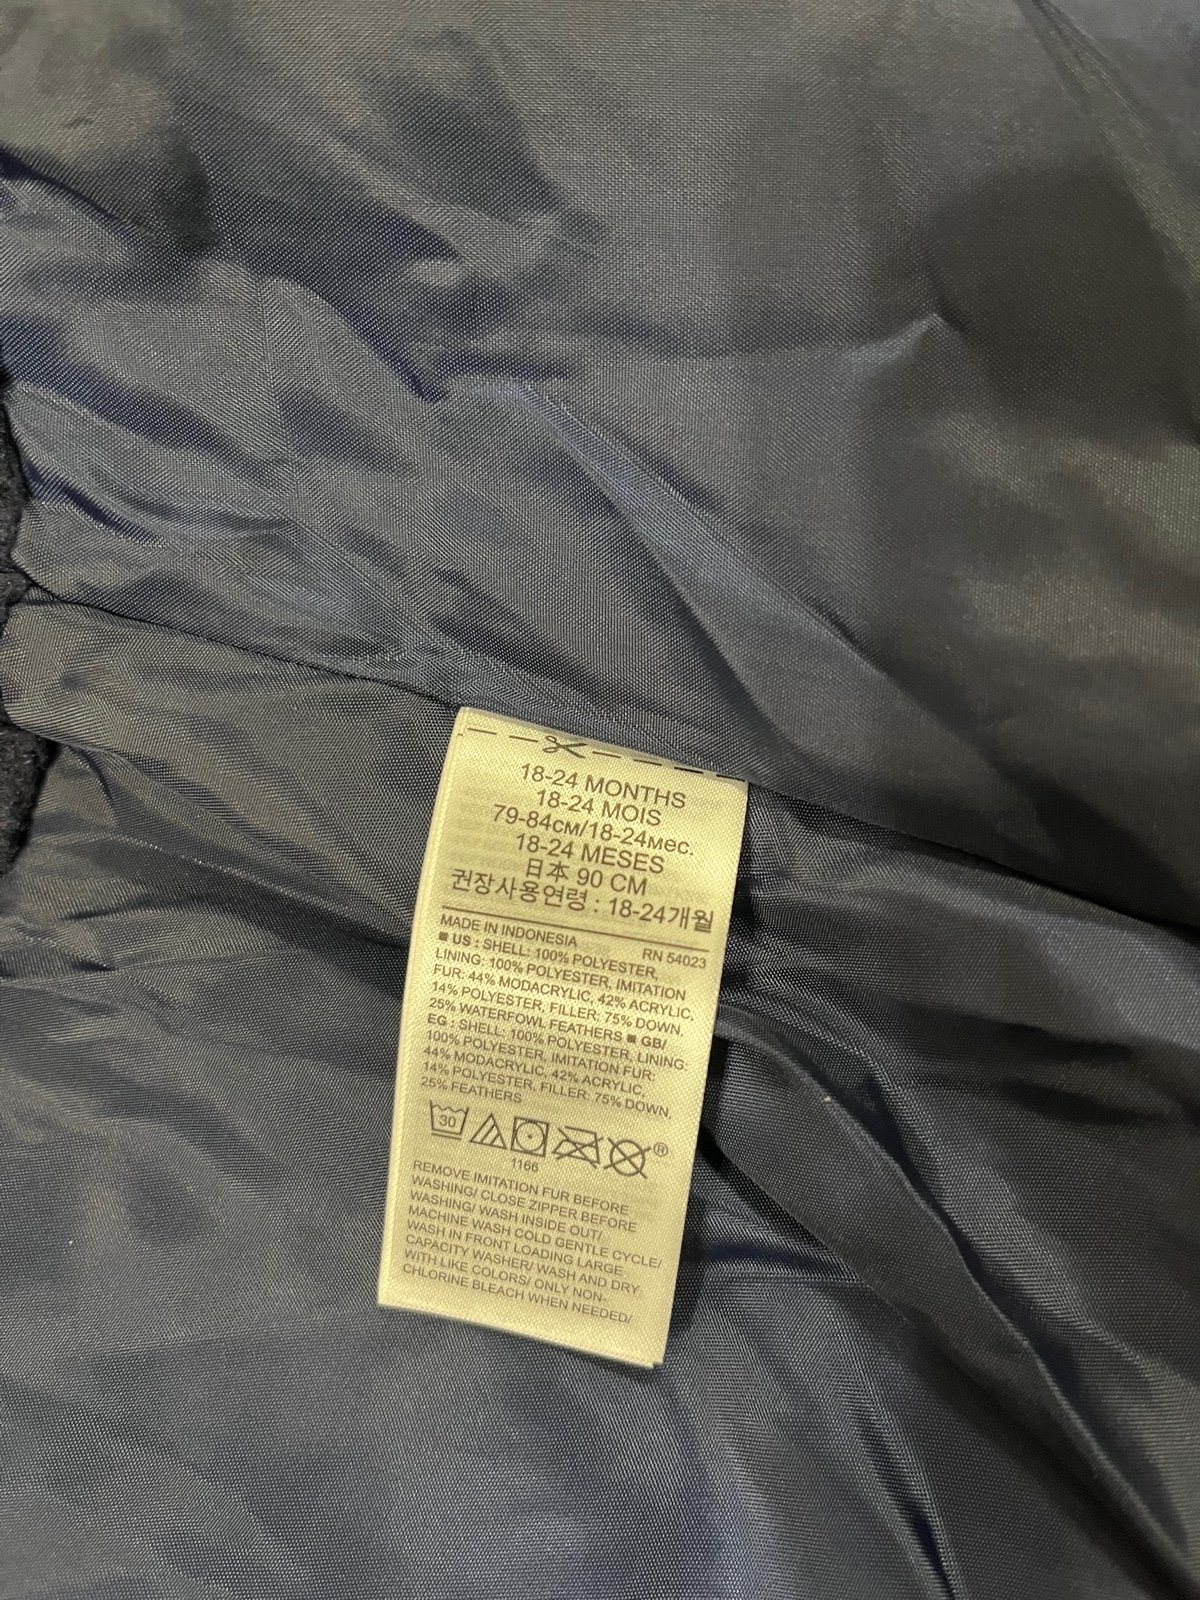 18-24 MONTHS
18-24 MOIS
79-84см/18-24мес.
18-24 MESES
日本 90 CM
권장사용연령 : 18-24개월
MADE IN INDONESIA RN 54023
■ US : SHELL: 100% POLYESTER,
LINING: 100% POLYESTER, IMITATION
FUR: 44% MODACRYLIC, 42% ACRYLIC,
14% POLYESTER, FILLER: 75% DOWN,
25% WATERFOWL FEATHERS ■ GB/
EG : SHELL: 100% POLYESTER, LINING:
100% POLYESTER, IMITATION FUR:
44% MODACRYLIC, 42% ACRYLIC,
14% POLYESTER, FILLER: 75% DOWN,
25% FEATHERS
30 ®
1166
REMOVE IMITATION FUR BEFORE
WASHING/ CLOSE ZIPPER BEFORE
WASHING/ WASH INSIDE OUT/
MACHINE WASH COLD GENTLE CYCLE/
WASH IN FRONT LOADING LARGE
CAPACITY WASHER/ WASH AND DRY
WITH LIKE COLORS/ ONLY NON-
CHLORINE BLEACH WHEN NEEDED/